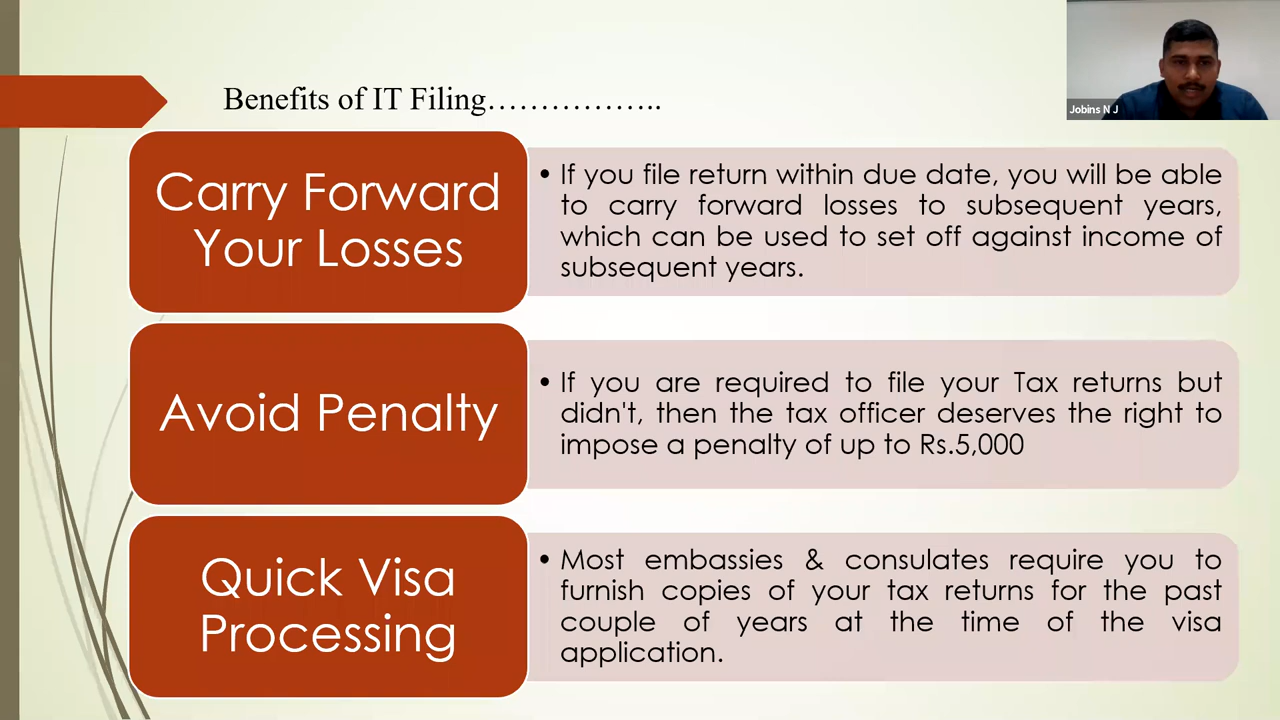 Benefits of IT Filing……………..
Jobins N J
Carry Forward
Your Losses
• If you file return within due date, you will be able
to carry forward losses to subsequent years,
which can be used to set off against income of
subsequent years.
Avoid Penalty
• If you are required to file your Tax returns but
didn't, then the tax officer deserves the right to
impose a penalty of up to Rs.5,000
Quick Visa
Processing
• Most embassies & consulates require you to
furnish copies of your tax returns for the past
couple of years at the time of the visa
application.